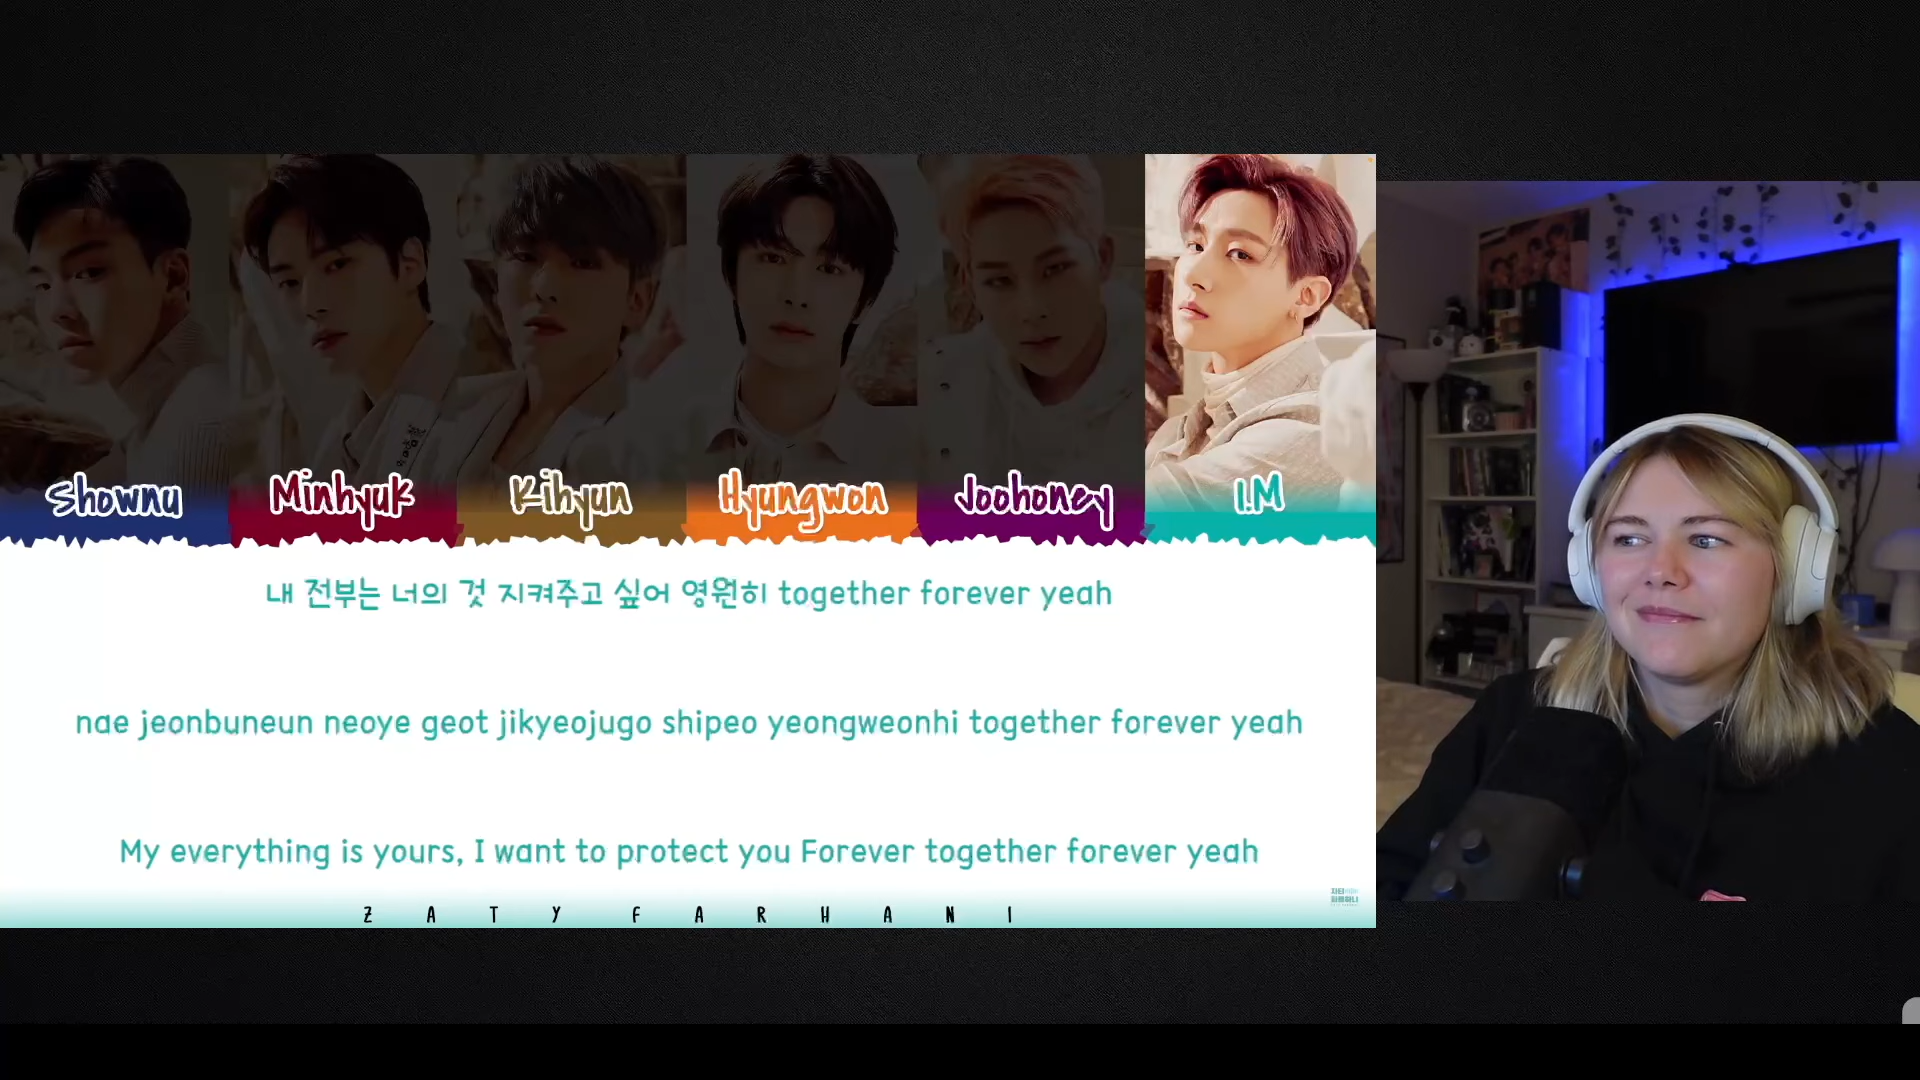 Shownu Minhyuk Kihyun Hyungwon Joohoney I.M
내 전부는 너의 것 지켜주고 싶어 영원히 together forever yeah
nae jeonbuneun neoye geot jikyeojugo shipeo yeongweonhi together forever yeah
My everything is yours, I want to protect you Forever together forever yeah
ZATY FARHANI